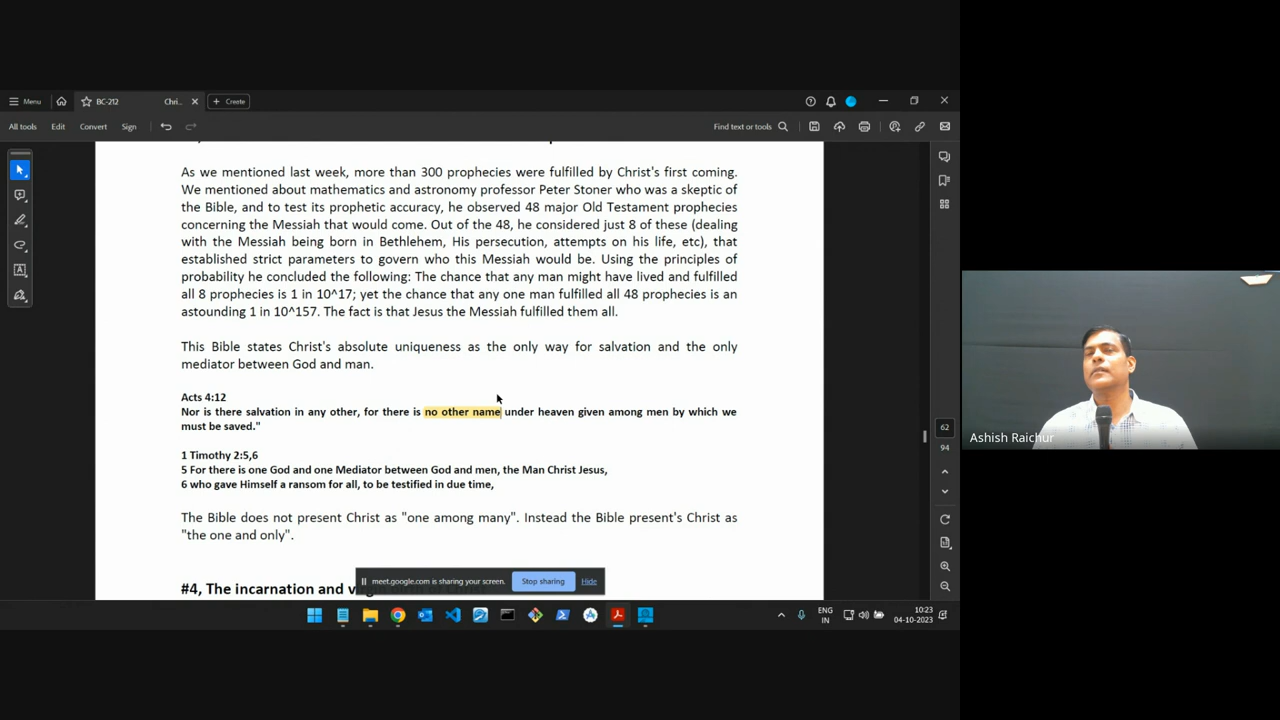 Menu
BC-212
Chri...
Create
All tools
Edit
Convert
Sign
Find text or tools
As we mentioned last week, more than 300 prophecies were fulfilled by Christ's first coming.
We mentioned about mathematics and astronomy professor Peter Stoner who was a skeptic of
the Bible, and to test its prophetic accuracy, he observed 48 major Old Testament prophecies
concerning the Messiah that would come. Out of the 48, he considered just 8 of these (dealing
with the Messiah being born in Bethlehem, His persecution, attempts on his life, etc), that
established strict parameters to govern who this Messiah would be. Using the principles of
probability he concluded the following: The chance that any man might have lived and fulfilled
all 8 prophecies is 1 in 10^17; yet the chance that any one man fulfilled all 48 prophecies is an
astounding 1 in 10^157. The fact is that Jesus the Messiah fulfilled them all.
This Bible states Christ's absolute uniqueness as the only way for salvation and the only
mediator between God and man.
Acts 4:12
Nor is there salvation in any other, for there is no other name under heaven given among men by which we
must be saved."
1 Timothy 2:5,6
5 For there is one God and one Mediator between God and men, the Man Christ Jesus,
6 who gave Himself a ransom for all, to be testified in due time,
The Bible does not present Christ as "one among many". Instead the Bible present's Christ as
"the one and only".
#4, The incarnation and
meet.google.com is sharing your screen.
Stop sharing
Hide
62
94
ENG
IN
10:23
04-10-2023
Ashish Raichur